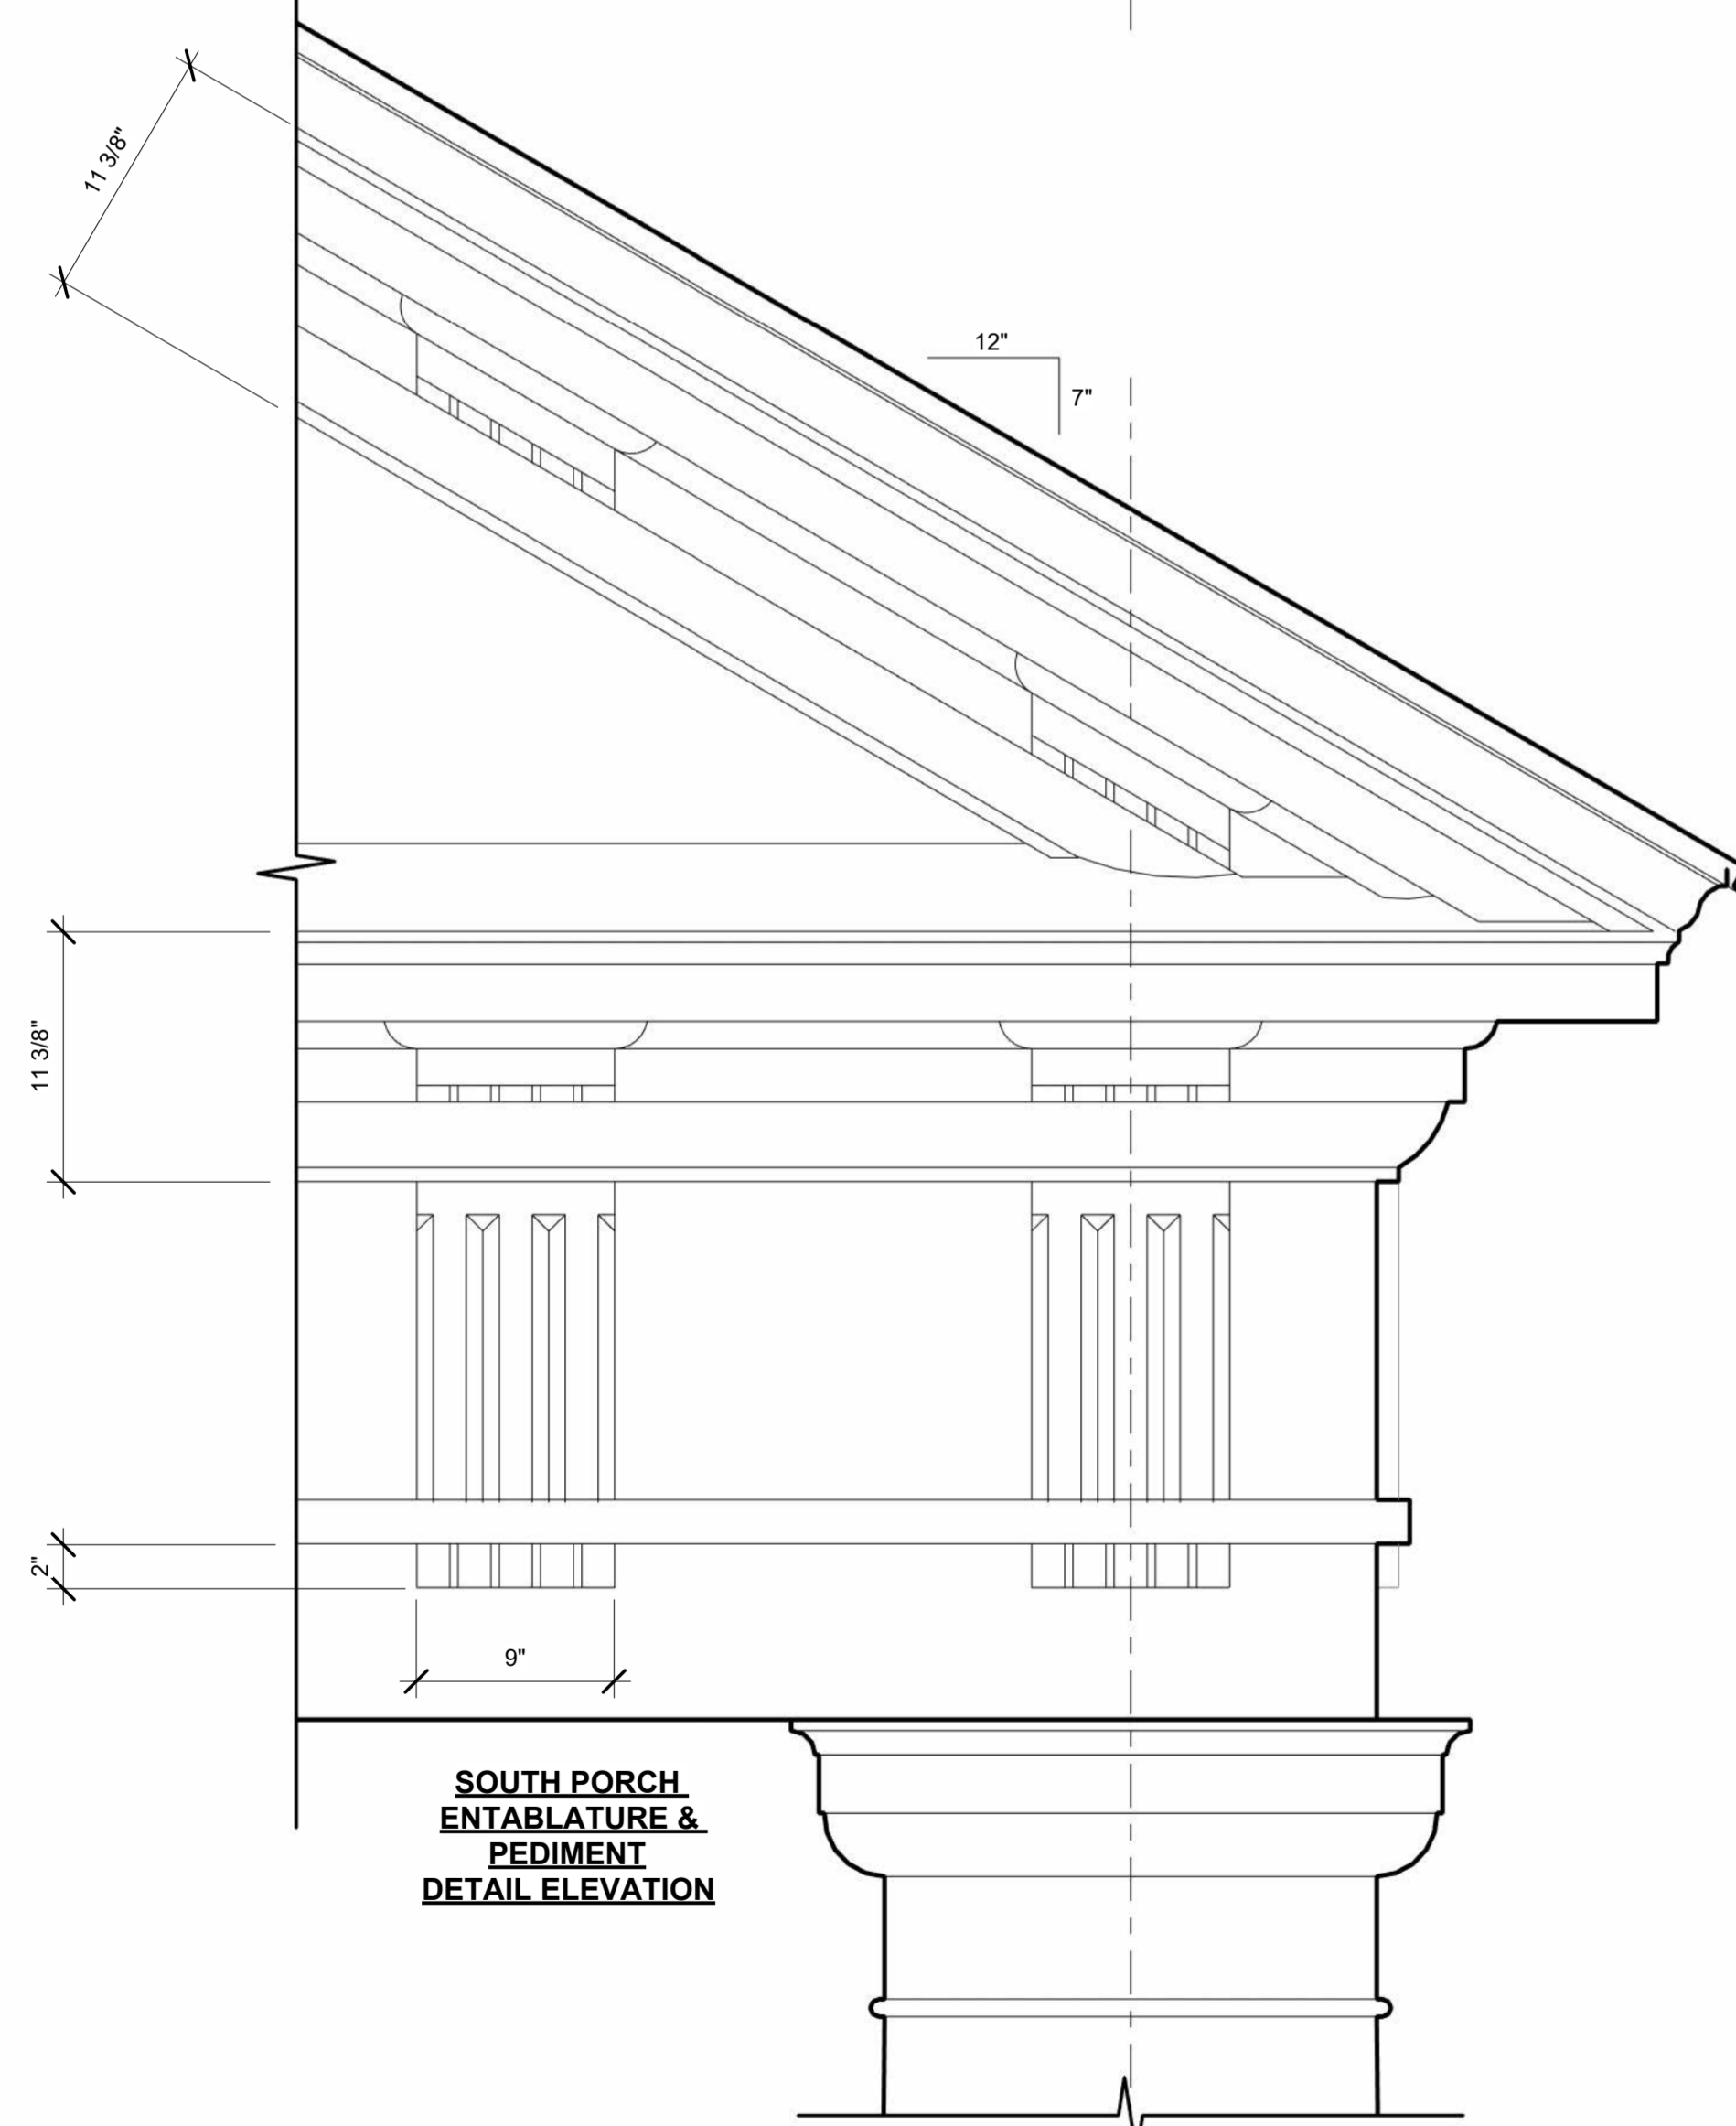 11 3/8"
12"
7"
11 3/8"
2"
9"
SOUTH PORCH
ENTABLATURE &
PEDIMENT
DETAIL ELEVATION